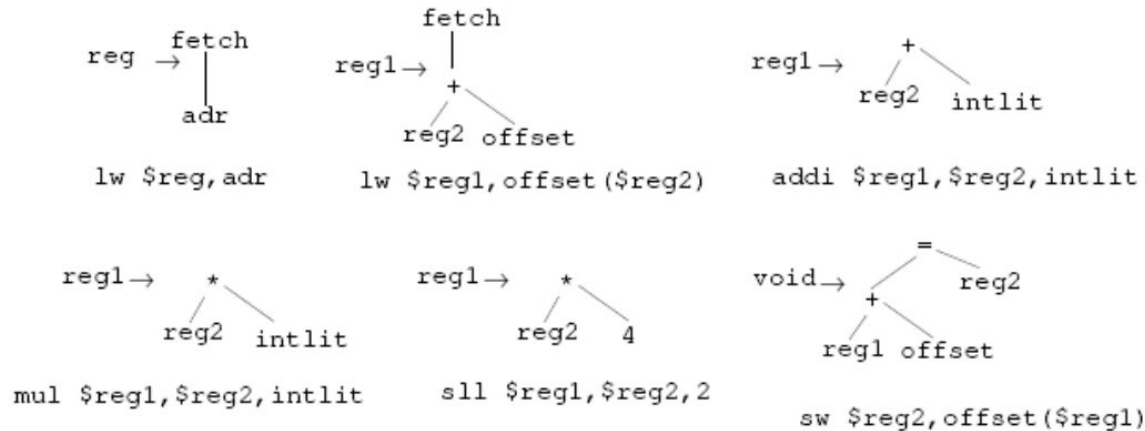 fetch
reg → fetch
adr
lw $reg,adr
reg1→
+
reg2 offset
lw $reg1,offset($reg2)
reg1→ +
reg2 intlit
addi $reg1,$reg2,intlit
reg1→ *
reg2 intlit
mul $reg1,$reg2,intlit
reg1→ *
reg2 4
sll $reg1,$reg2,2
=
void→ + reg2
reg1 offset
sw $reg2,offset($reg1)